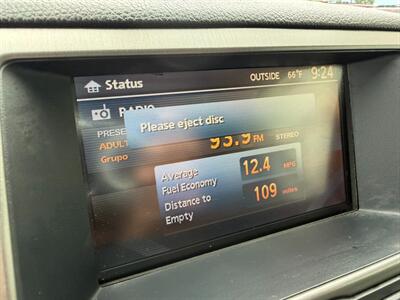 Status
OUTSIDE 66°F 9:24
RADIO
Please eject disc
PRESE
ADULT 93.9 FM STEREO
Grupo
Average
Fuel Economy
12.4 MPG
Distance to
Empty
109 miles